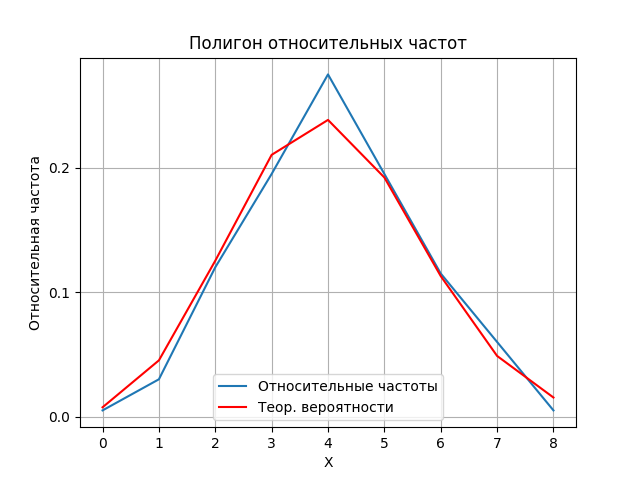 Полигон относительных частот
Относительная частота
0.2
0.1
0.0
Относительные частоты
Теор. вероятности
0 1 2 3 4 5 6 7 8
X